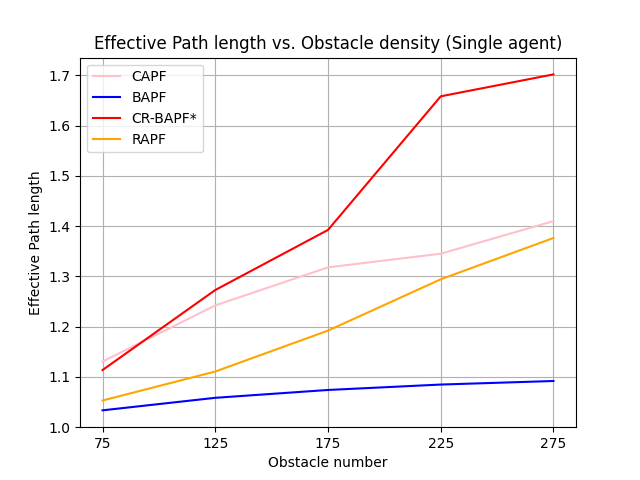 Effective Path length vs. Obstacle density (Single agent)
CAPF
BAPF
CR-BAPF*
RAPF
Effective Path length
1.7
1.6
1.5
1.4
1.3
1.2
1.1
1.0
75 125 175 225 275
Obstacle number